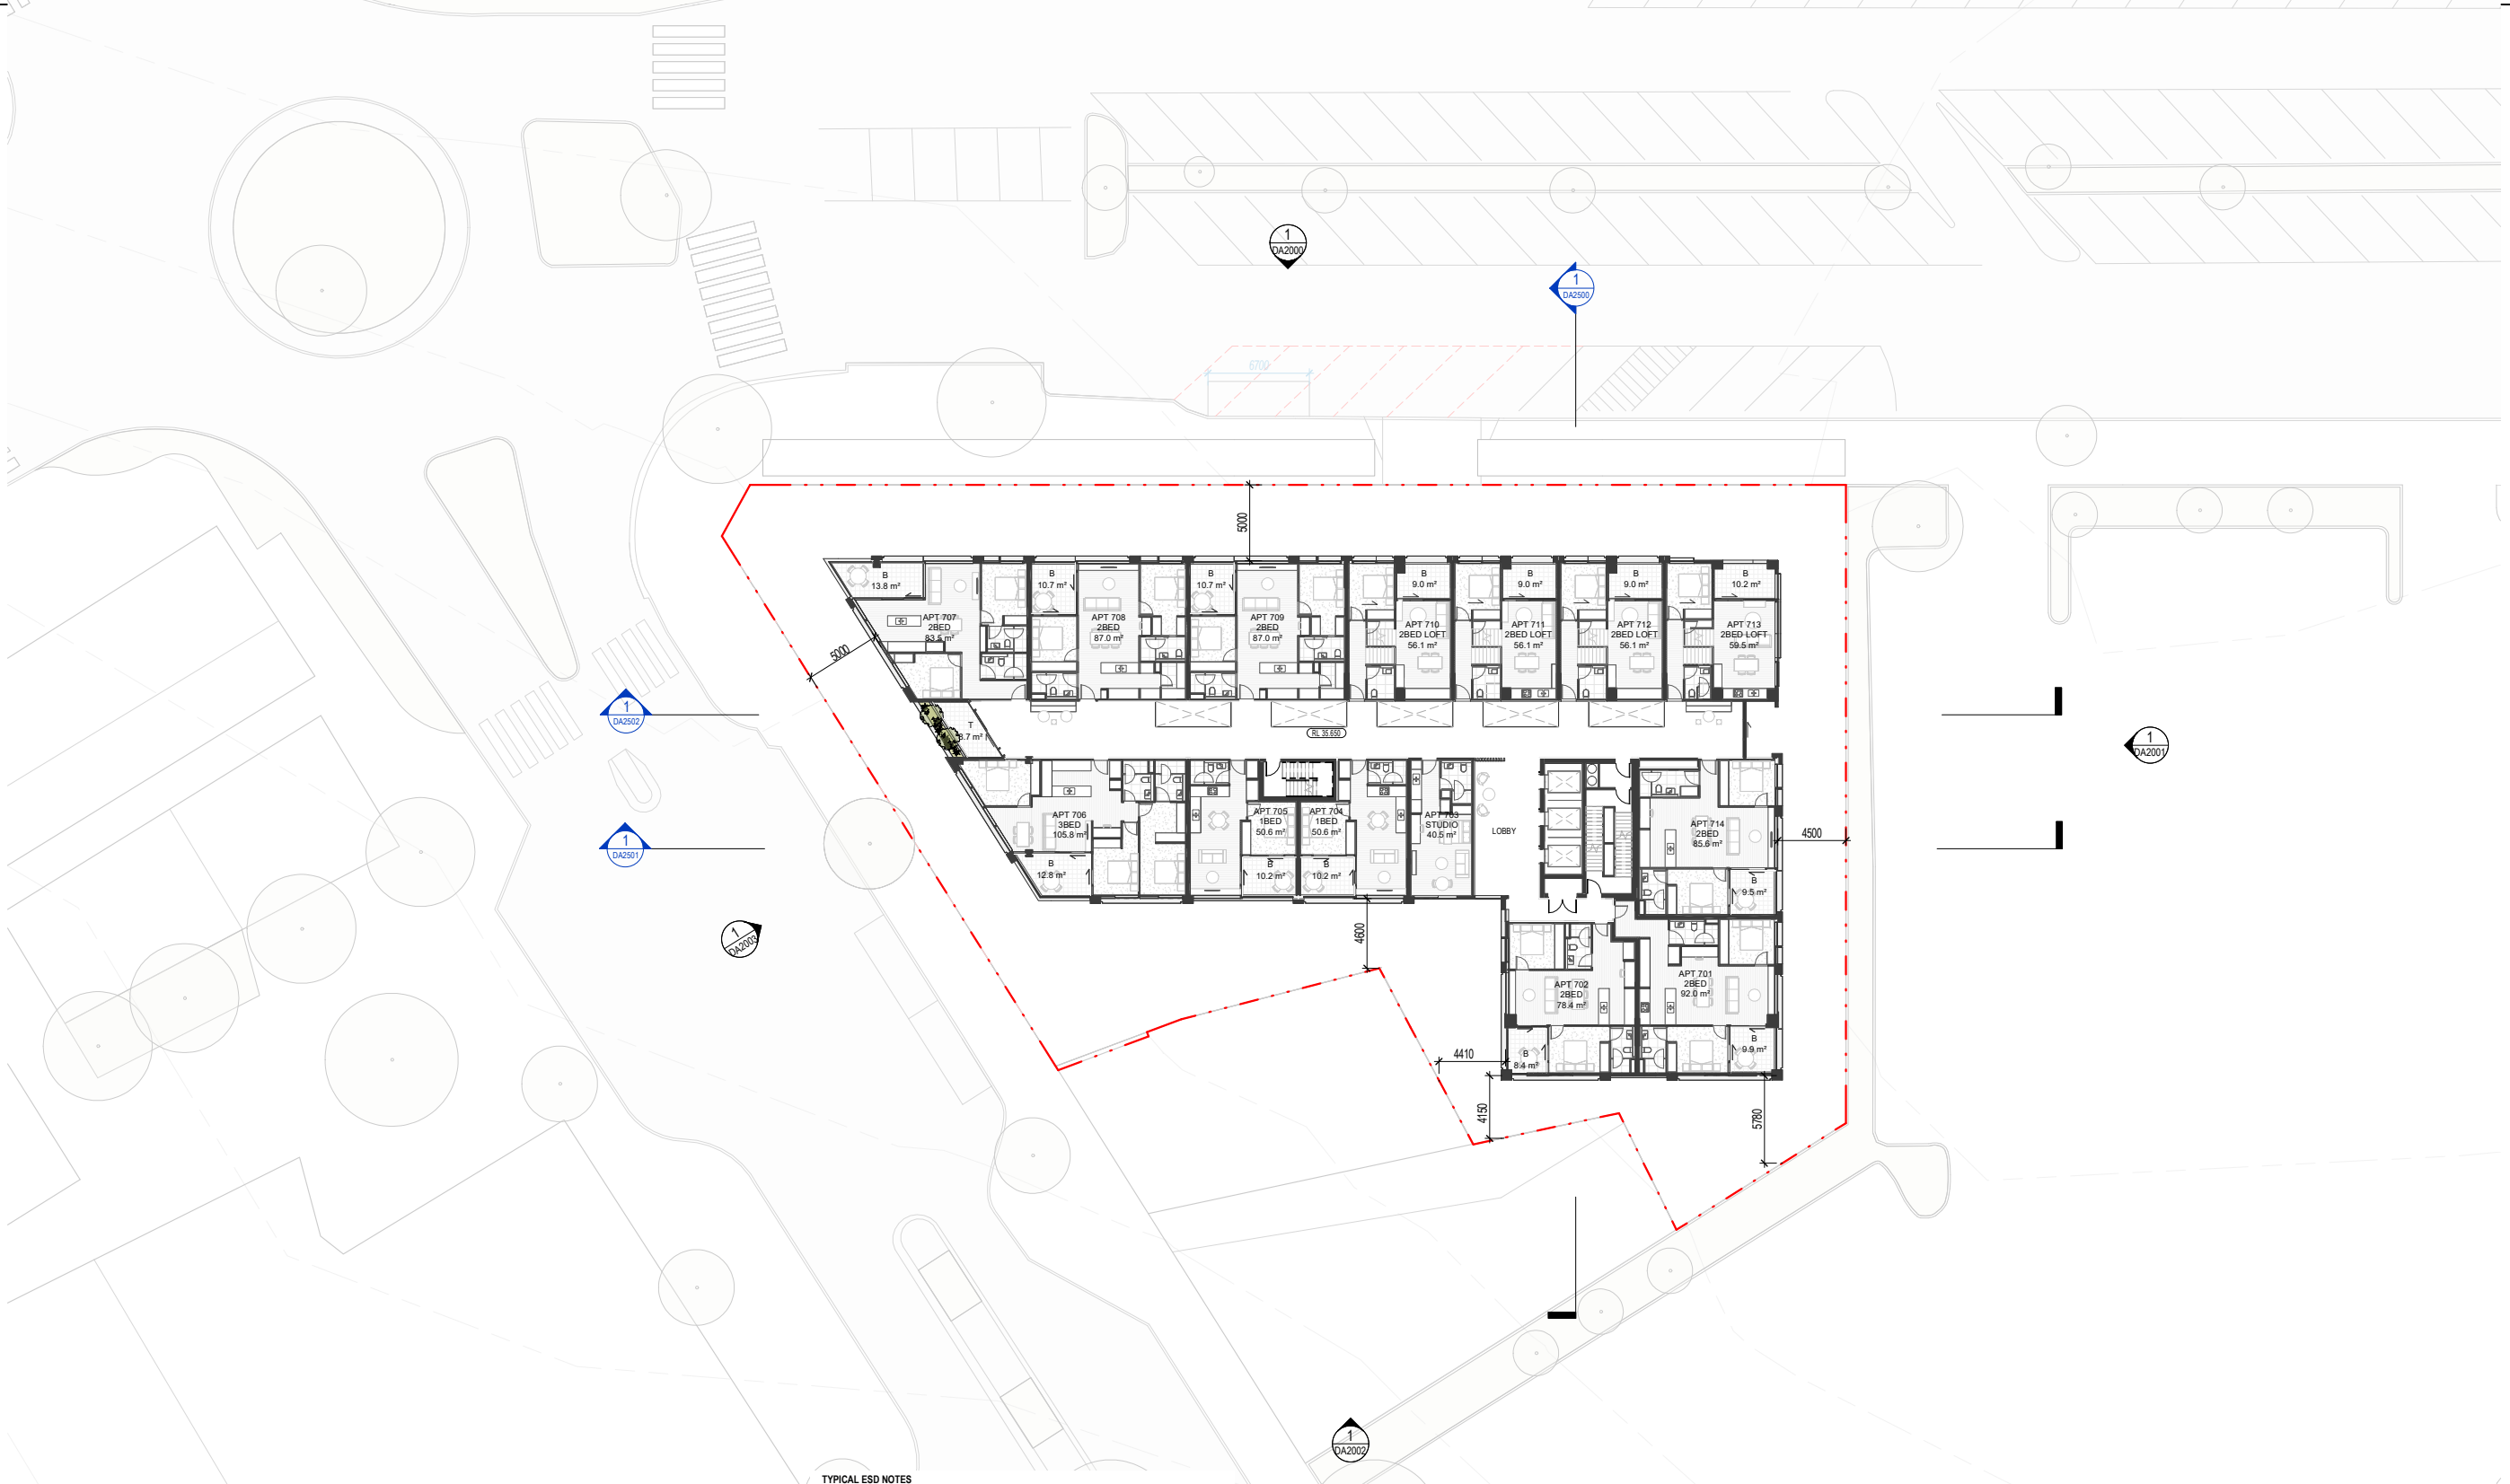 1
DA2000
1
DA2500
6700
5000
B
13.8 m²
B
10.7 m²
B
10.7 m²
B
9.0 m²
B
9.0 m²
B
9.0 m²
B
10.2 m²
APT 707
2BED
83.5 m²
APT 708
2BED
87.0 m²
APT 709
2BED
87.0 m²
APT 710
2BED LOFT
56.1 m²
APT 711
2BED LOFT
56.1 m²
APT 712
2BED LOFT
56.1 m²
APT 713
2BED LOFT
59.5 m²
5000
1
DA2502
T
8.7 m²
RL 35.650
1
DA2001
1
DA2501
APT 706
3BED
105.8 m²
APT 705
1BED
50.6 m²
APT 704
1BED
50.6 m²
APT 703
STUDIO
40.5 m²
LOBBY
APT 714
2BED
85.6 m²
4500
B
12.8 m²
B
10.2 m²
B
10.2 m²
B
9.5 m²
1
DA2003
4600
APT 702
2BED
78.4 m²
APT 701
2BED
92.0 m²
4410
B
8.4 m²
B
9.9 m²
4150
5780
1
DA2002
TYPICAL ESD NOTES